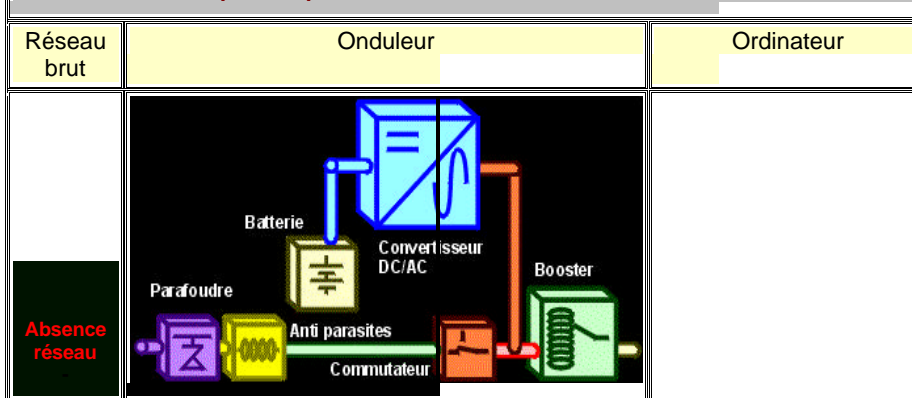 Réseau
brut
Onduleur
Ordinateur
Batterie
Convertisseur
DC/AC
Booster
Parafoudre
Absence
réseau
Anti parasites
Commutateur